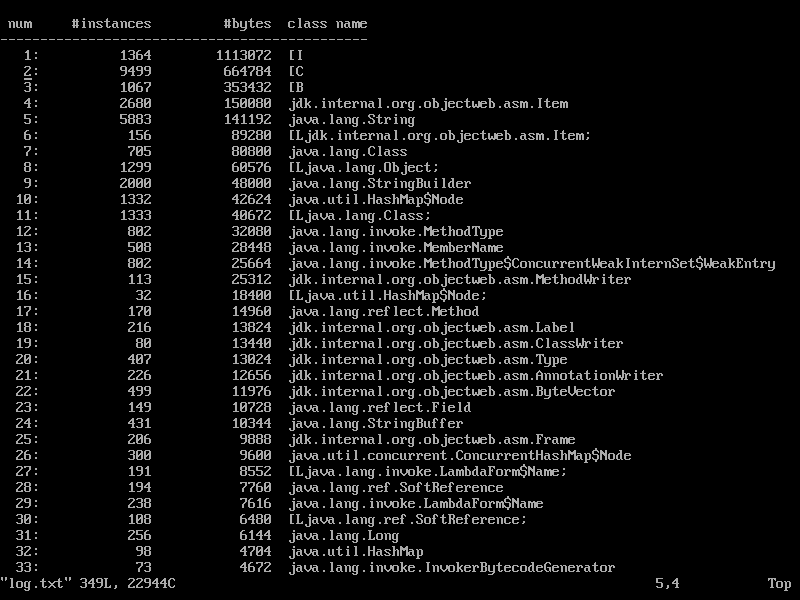 num     #instances         #bytes  class name
----------------------------------------------
   1:          1364        1113072  [I
   2:          9499         664784  [C
   3:          1067         353432  [B
   4:          2680         150080  jdk.internal.org.objectweb.asm.Item
   5:          5883         141192  java.lang.String
   6:           156          89280  [Ljdk.internal.org.objectweb.asm.Item;
   7:           705          80800  java.lang.Class
   8:          1299          60576  [Ljava.lang.Object;
   9:          2000          48000  java.lang.StringBuilder
  10:          1332          42624  java.util.HashMap$Node
  11:          1333          40672  [Ljava.lang.Class;
  12:           802          32080  java.lang.invoke.MethodType
  13:           508          28448  java.lang.invoke.MemberName
  14:           802          25664  java.lang.invoke.MethodType$ConcurrentWeakInternSet$WeakEntry
  15:           113          25312  jdk.internal.org.objectweb.asm.MethodWriter
  16:            32          18400  [Ljava.util.HashMap$Node;
  17:           170          14960  java.lang.reflect.Method
  18:           216          13824  jdk.internal.org.objectweb.asm.Label
  19:            80          13440  jdk.internal.org.objectweb.asm.ClassWriter
  20:           407          13024  jdk.internal.org.objectweb.asm.Type
  21:           226          12656  jdk.internal.org.objectweb.asm.AnnotationWriter
  22:           499          11976  jdk.internal.org.objectweb.asm.ByteVector
  23:           149          10728  java.lang.reflect.Field
  24:           431          10344  java.lang.StringBuffer
  25:           206           9888  jdk.internal.org.objectweb.asm.Frame
  26:           300           9600  java.util.concurrent.ConcurrentHashMap$Node
  27:           191           8552  [Ljava.lang.invoke.LambdaForm$Name;
  28:           194           7760  java.lang.ref.SoftReference
  29:           238           7616  java.lang.invoke.LambdaForm$Name
  30:           108           6480  [Ljava.lang.ref.SoftReference;
  31:           256           6144  java.lang.Long
  32:            98           4704  java.util.HashMap
  33:            73           4672  java.lang.invoke.InvokerBytecodeGenerator
"log.txt" 349L, 22944C                                                            5,4           Top